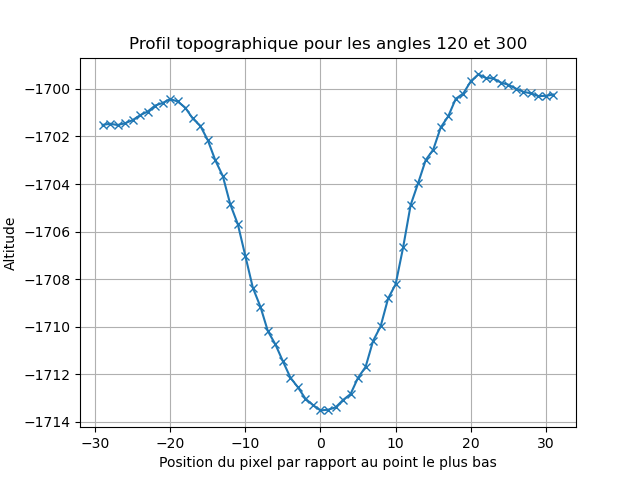 Profil topographique pour les angles 120 et 300
Altitude
−1700
−1702
−1704
−1706
−1708
−1710
−1712
−1714
−30 −20 −10 0 10 20 30
Position du pixel par rapport au point le plus bas